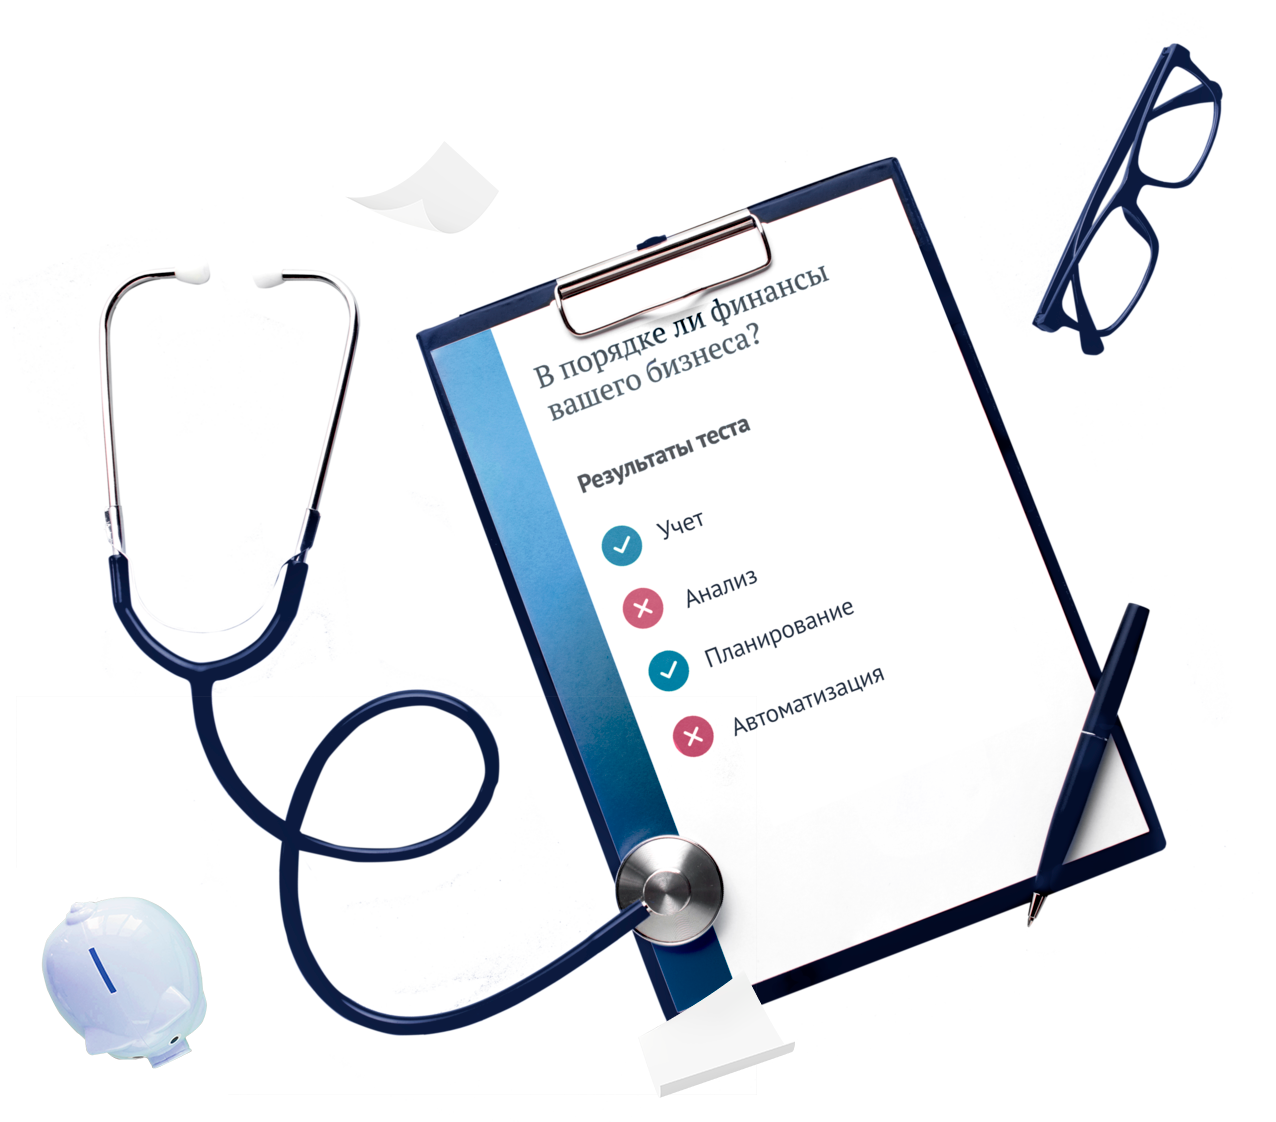 В порядке ли финансы
вашего бизнеса?
Результаты теста
Учет
Анализ
Планирование
Автоматизация